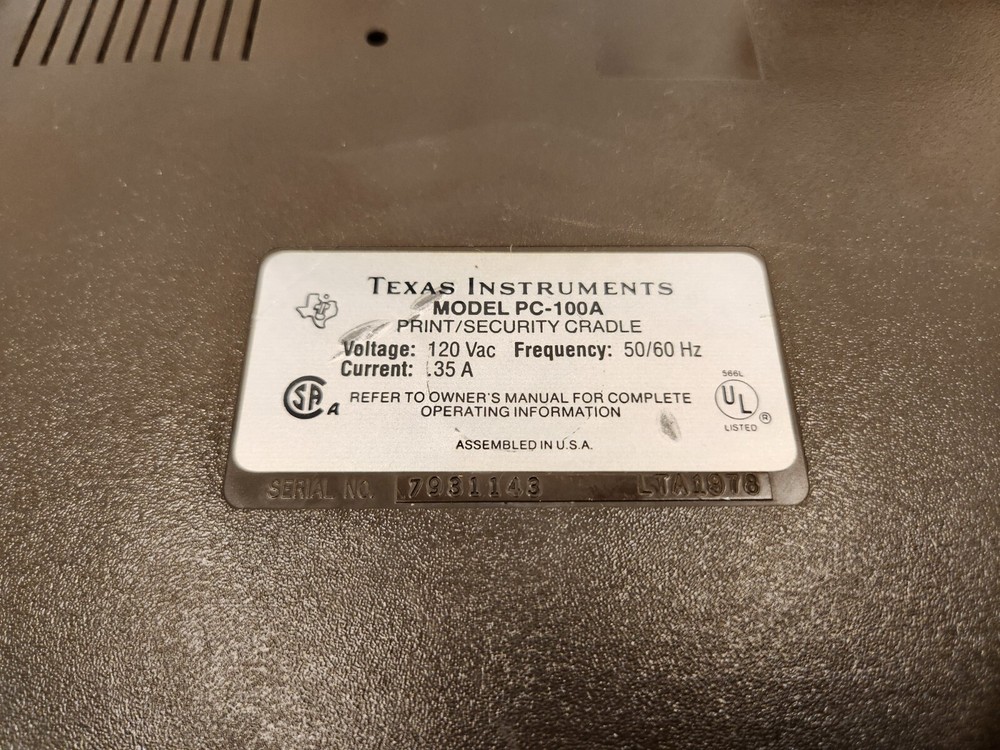 TEXAS INSTRUMENTS
MODEL PC-100A
PRINT/SECURITY CRADLE
Voltage: 120 Vac Frequency: 50/60 Hz
Current: .35 A
SA A
REFER TO OWNER'S MANUAL FOR COMPLETE
OPERATING INFORMATION
566L
UL ®
LISTED
ASSEMBLED IN U.S.A.
SERIAL NO. 7931143 LTA1978